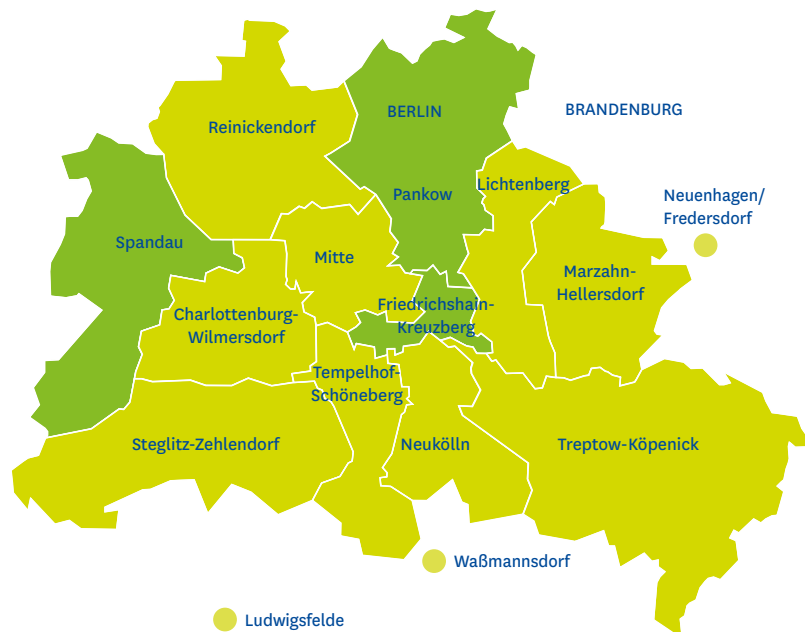 BERLIN
BRANDENBURG
Reinickendorf
Pankow
Lichtenberg
Neuenhagen/
Fredersdorf
Spandau
Mitte
Marzahn-
Hellersdorf
Charlottenburg-
Wilmersdorf
Friedrichshain-
Kreuzberg
Tempelhof-
Schöneberg
Steglitz-Zehlendorf
Neukölln
Treptow-Köpenick
Waßmannsdorf
Ludwigsfelde